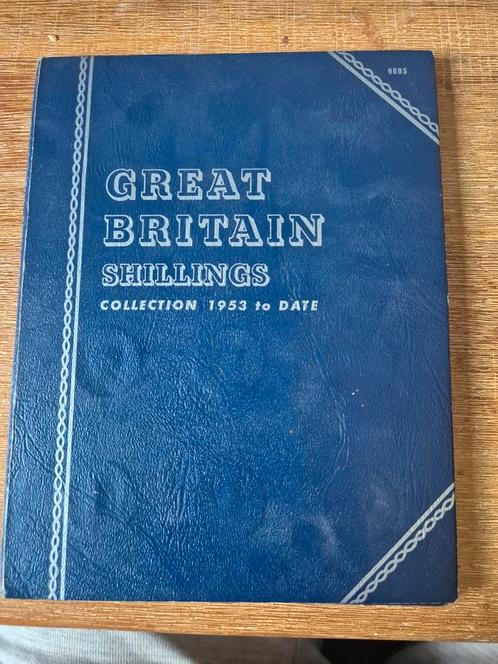 9695
GREAT
BRITAIN
SHILLINGS
COLLECTION 1953 to DATE